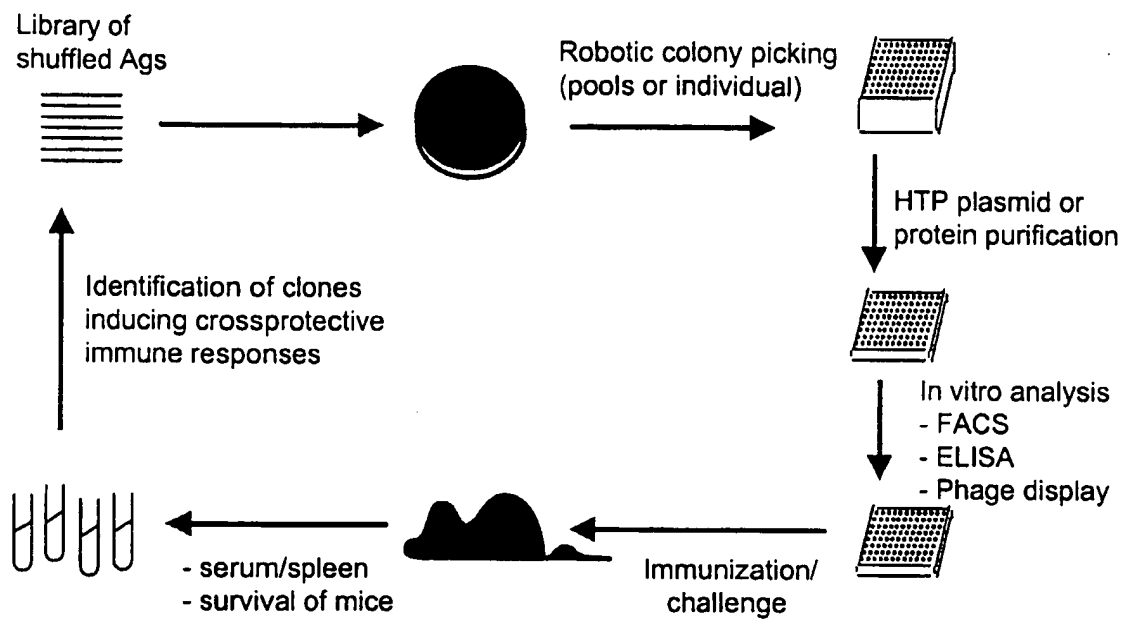 Library of
shuffled Ags
Robotic colony picking
(pools or individual)
HTP plasmid or
protein purification
Identification of clones
inducing crossprotective
immune responses
In vitro analysis
- FACS
- ELISA
- Phage display
- serum/spleen
- survival of mice
Immunization/
challenge